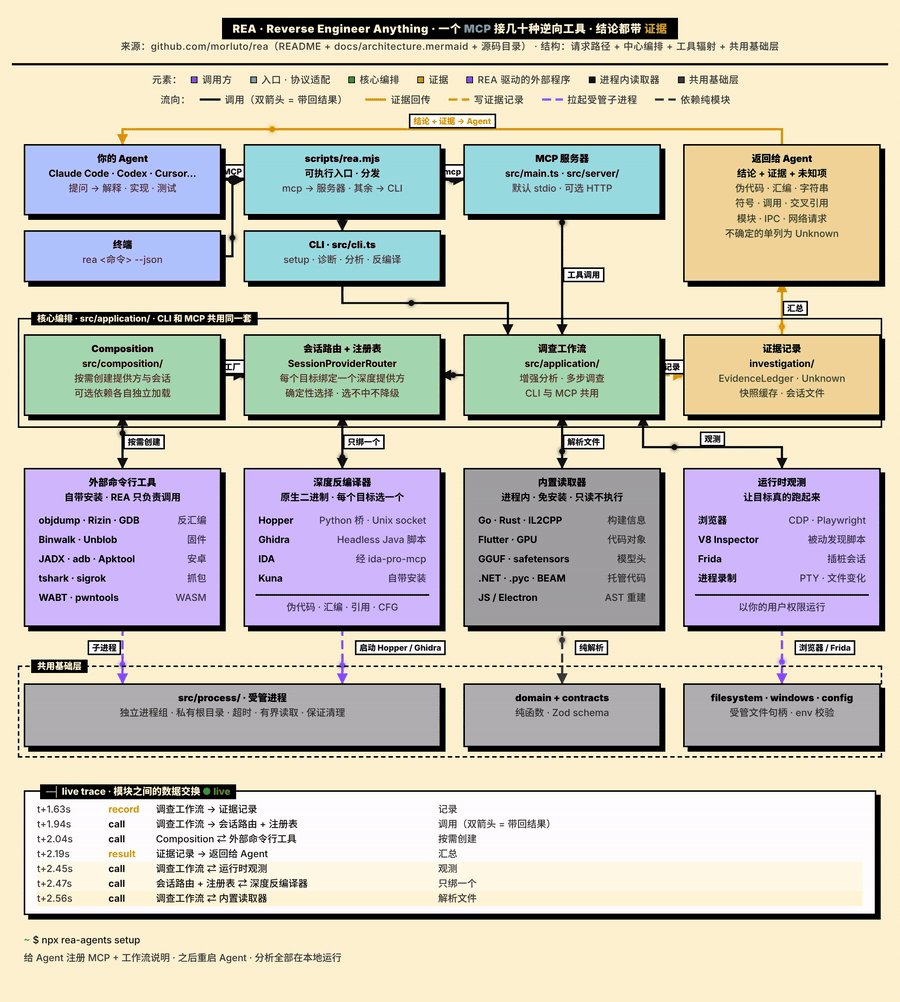 REA · Reverse Engineer Anything · 一个 MCP 接几十种逆向工具 · 结论都带 证据
来源：github.com/morluto/rea（README + docs/architecture.mermaid + 源码目录）· 结构：请求路径 + 中心编排 + 工具辐射 + 共用基础层
元素： 调用方 入口 · 协议适配 核心编排 证据 REA 驱动的外部程序 进程内读取器 共用基础层
流向： 调用（双箭头 = 带回结果） 证据回传 写证据记录 拉起受管子进程 依赖纯模块
结论 + 证据 → Agent
你的 Agent
Claude Code · Codex · Cursor...
提问 → 解释 · 实现 · 测试
MCP
scripts/rea.mjs
可执行入口 · 分发
mcp → 服务器 · 其余 → CLI
mcp
MCP 服务器
src/main.ts · src/server/
默认 stdio · 可选 HTTP
返回给 Agent
结论 + 证据 + 未知项
伪代码 · 汇编 · 字符串
符号 · 调用 · 交叉引用
模块 · IPC · 网络请求
不确定的单列为 Unknown
终端
rea <命令> --json
CLI · src/cli.ts
setup · 诊断 · 分析 · 反编译
工具调用
汇总
核心编排 · src/application/ · CLI 和 MCP 共用同一套
Composition
src/composition/
按需创建提供方与会话
可选依赖各自独立加载
工厂
会话路由 + 注册表
SessionProviderRouter
每个目标绑定一个深度提供方
确定性选择 · 选不中不降级
调查工作流
src/application/
增强分析 · 多步调查
CLI 与 MCP 共用
记录
证据记录
investigation/
EvidenceLedger · Unknown
快照缓存 · 会话文件
按需创建
只绑一个
解析文件
观测
外部命令行工具
自带安装 · REA 只负责调用
objdump · Rizin · GDB 反汇编
Binwalk · Unblob 固件
JADX · adb · Apktool 安卓
tshark · sigrok 抓包
WABT · pwntools WASM
深度反编译器
原生二进制 · 每个目标选一个
Hopper Python 桥 · Unix socket
Ghidra Headless Java 脚本
IDA 经 ida-pro-mcp
Kuna 自带安装
伪代码 · 汇编 · 引用 · CFG
内置读取器
进程内 · 免安装 · 只读不执行
Go · Rust · IL2CPP 构建信息
Flutter · GPU 代码对象
GGUF · safetensors 模型头
.NET · .pyc · BEAM 托管代码
JS / Electron AST 重建
运行时观测
让目标真的跑起来
浏览器 CDP · Playwright
V8 Inspector 被动发现脚本
Frida 插桩会话
进程录制 PTY · 文件变化
以你的用户权限运行
子进程
启动 Hopper / Ghidra
纯解析
浏览器 / Frida
共用基础层
src/process/ · 受管进程
独立进程组 · 私有根目录 · 超时 · 有界读取 · 保证清理
domain + contracts
纯函数 · Zod schema
filesystem · windows · config
受管文件句柄 · env 校验
live trace · 模块之间的数据交换 live
t+1.63s record 调查工作流 → 证据记录 记录
t+1.94s call 调查工作流 → 会话路由 + 注册表 调用（双箭头 = 带回结果）
t+2.04s call Composition ⇄ 外部命令行工具 按需创建
t+2.19s result 证据记录 → 返回给 Agent 汇总
t+2.45s call 调查工作流 ⇄ 运行时观测 观测
t+2.47s call 会话路由 + 注册表 ⇄ 深度反编译器 只绑一个
t+2.56s call 调查工作流 ⇄ 内置读取器 解析文件
~ $ npx rea-agents setup
给 Agent 注册 MCP + 工作流说明 · 之后重启 Agent · 分析全部在本地运行